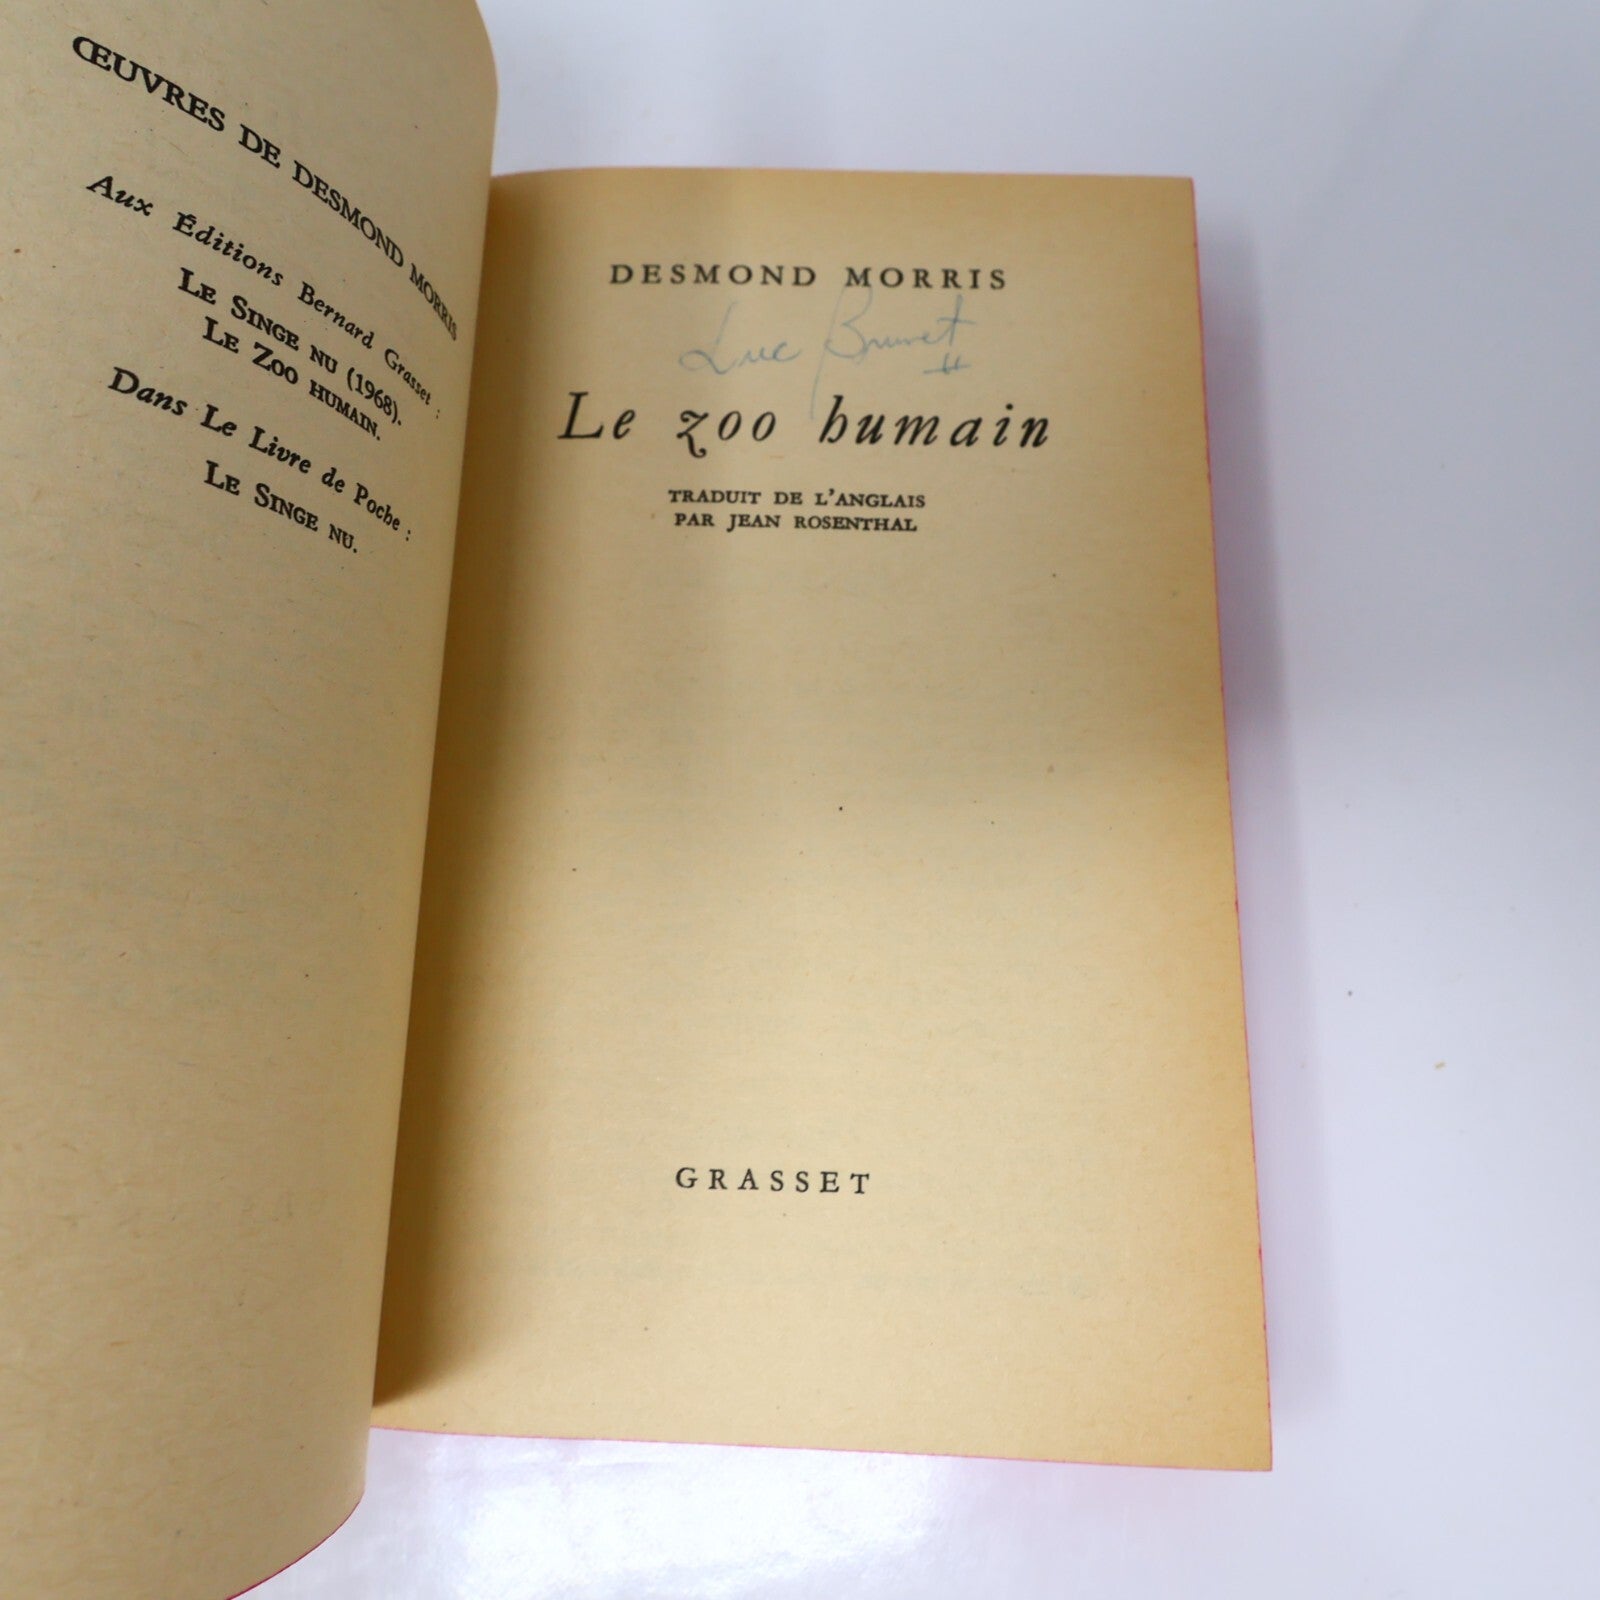 ŒUVRES DE DESMOND MORRIS
Aux Éditions Bernard Grasset :
LE SINGE NU (1968).
LE ZOO HUMAIN.
Dans Le Livre de Poche :
LE SINGE NU.
DESMOND MORRIS
Luc Brunet
Le zoo humain
TRADUIT DE L'ANGLAIS
PAR JEAN ROSENTHAL
GRASSET